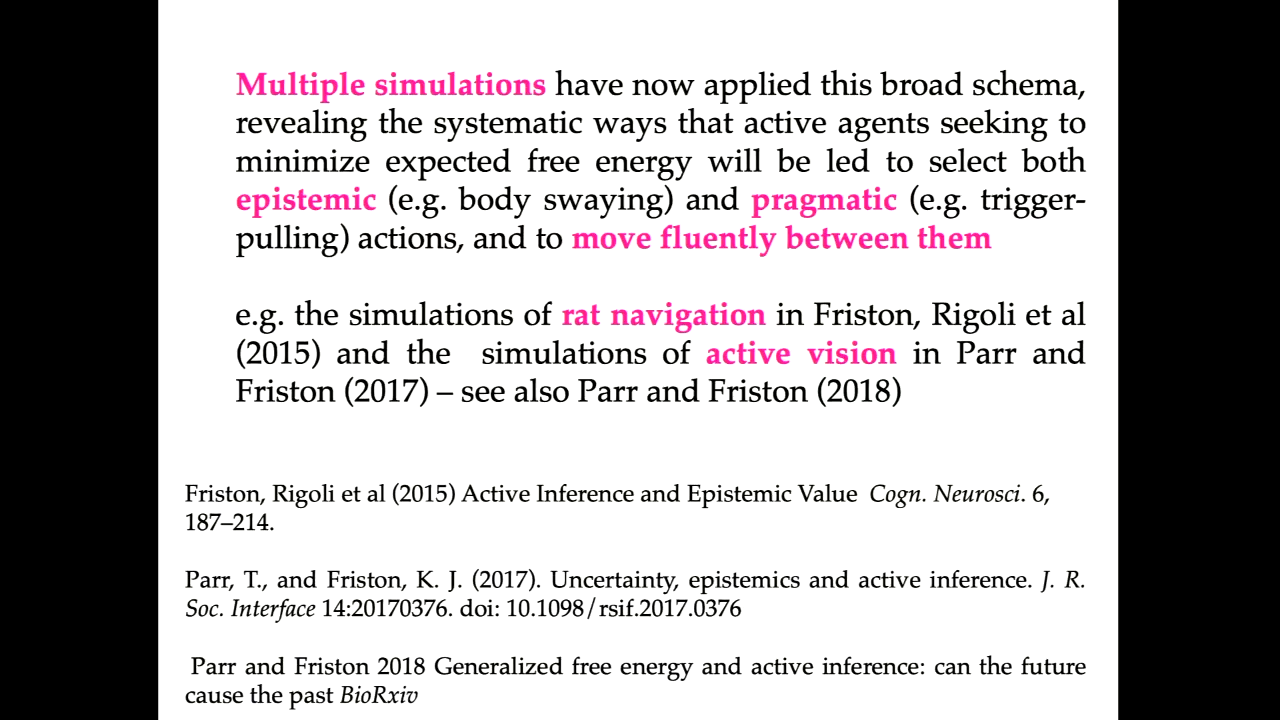 Multiple simulations have now applied this broad schema,
revealing the systematic ways that active agents seeking to
minimize expected free energy will be led to select both
epistemic (e.g. body swaying) and pragmatic (e.g. trigger-
pulling) actions, and to move fluently between them
e.g. the simulations of rat navigation in Friston, Rigoli et al
(2015) and the simulations of active vision in Parr and
Friston (2017) – see also Parr and Friston (2018)
Friston, Rigoli et al (2015) Active Inference and Epistemic Value Cogn. Neurosci. 6,
187–214.
Parr, T., and Friston, K. J. (2017). Uncertainty, epistemics and active inference. J. R.
Soc. Interface 14:20170376. doi: 10.1098/rsif.2017.0376
Parr and Friston 2018 Generalized free energy and active inference: can the future
cause the past BioRxiv